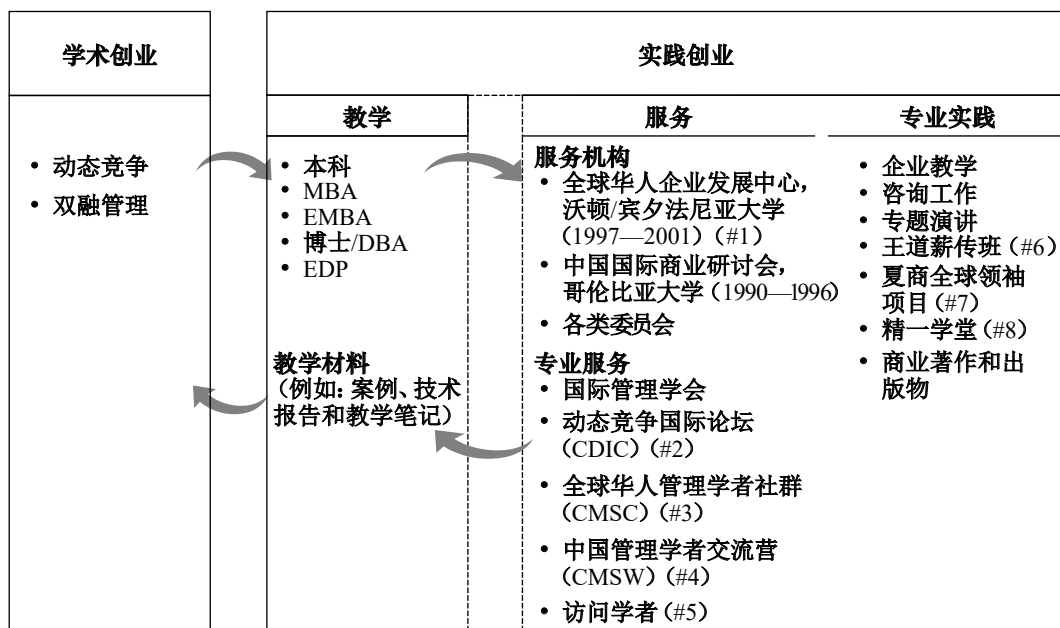 学术创业
实践创业
• 动态竞争
• 双融管理
教学
• 本科
• MBA
• EMBA
• 博士/DBA
• EDP
教学材料
（例如：案例、技术
报告和教学笔记）
服务
服务机构
• 全球华人企业发展中心，
沃顿/宾夕法尼亚大学
（1997—2001）（#1）
• 中国国际商业研讨会，
哥伦比亚大学（1990—1996）
• 各类委员会
专业服务
• 国际管理学会
• 动态竞争国际论坛
（CDIC）（#2）
• 全球华人管理学者社群
（CMSC）（#3）
• 中国管理学者交流营
（CMSW）（#4）
• 访问学者（#5）
专业实践
• 企业教学
• 咨询工作
• 专题演讲
• 王道薪传班（#6）
• 夏商全球领袖
项目（#7）
• 精一学堂（#8）
• 商业著作和出
版物